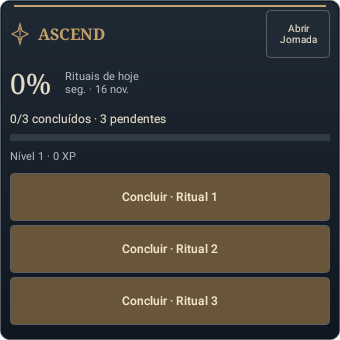 ASCEND
Abrir
Jornada
0%
Rituais de hoje
seg. · 16 nov.
0/3 concluídos · 3 pendentes
Nível 1 · 0 XP
Concluir · Ritual 1
Concluir · Ritual 2
Concluir · Ritual 3